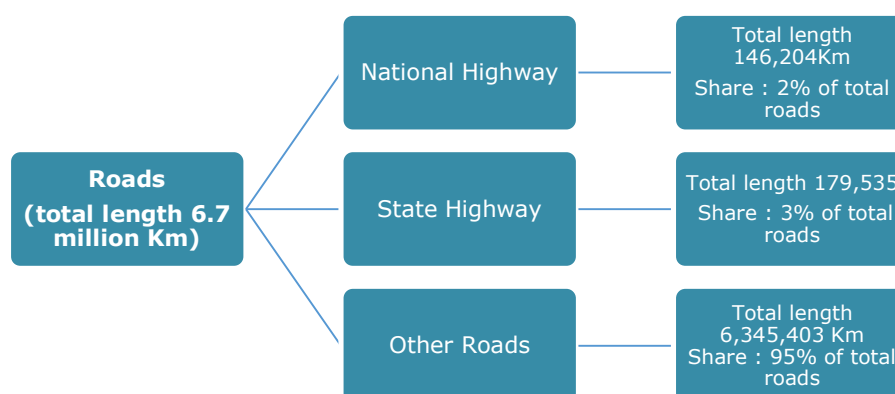 National Highway
Total length
146,204Km
Share : 2% of total
roads
Roads
(total length 6.7
million Km)
State Highway
Total length 179,535
Share : 3% of total
roads
Other Roads
Total length
6,345,403 Km
Share : 95% of total
roads